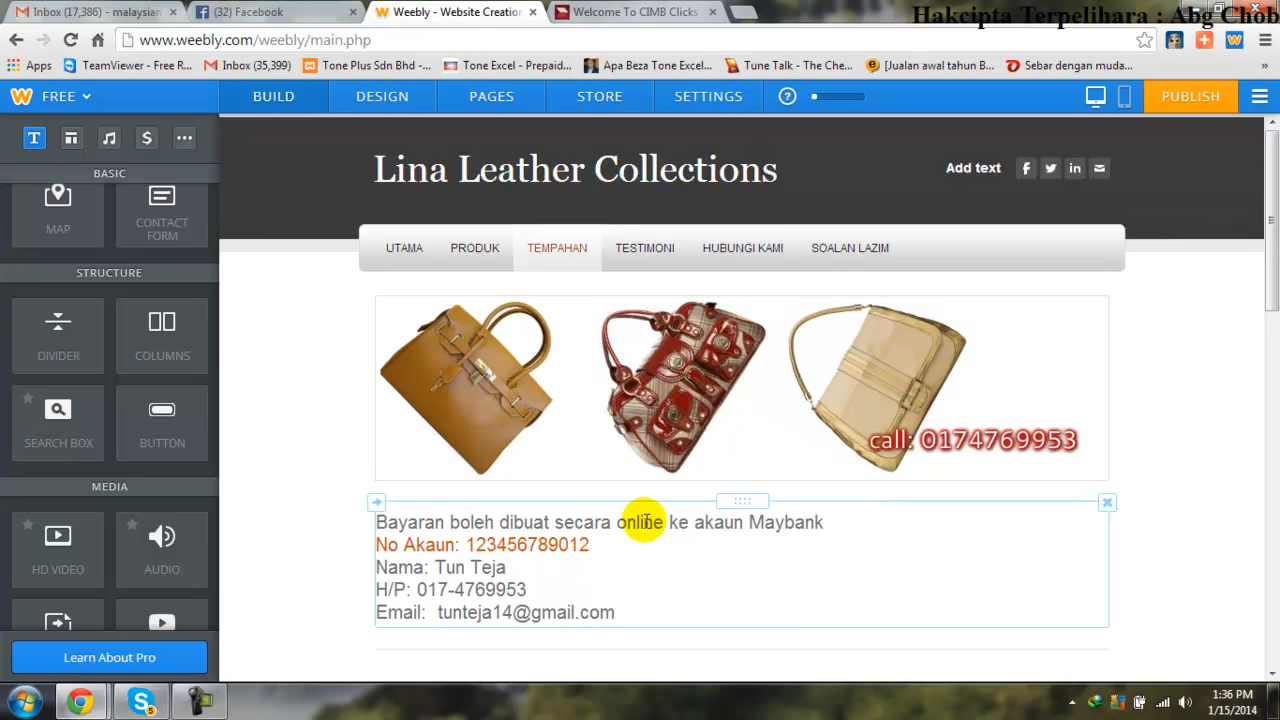 Inbox (17,386) - malaysian
(32) Facebook
Weebly - Website Creation
Welcome To CIMB Clicks
Hakcipta Terpelihara : Abg Chob
www.weebly.com/weebly/main.php
Apps
TeamViewer - Free R...
Inbox (35,399)
Tone Plus Sdn Bhd -...
Tone Excel - Prepaid...
Apa Beza Tone Excel...
Tune Talk - The Che...
[Jualan awal tahun B...
Sebar dengan muda...
»
W FREE
BUILD
DESIGN
PAGES
STORE
SETTINGS
?
PUBLISH
T
$
BASIC
MAP
CONTACT FORM
STRUCTURE
DIVIDER
COLUMNS
SEARCH BOX
BUTTON
MEDIA
HD VIDEO
AUDIO
Learn About Pro
Lina Leather Collections
Add text
UTAMA
PRODUK
TEMPAHAN
TESTIMONI
HUBUNGI KAMI
SOALAN LAZIM
call: 0174769953
Bayaran boleh dibuat secara online ke akaun Maybank
No Akaun: 123456789012
Nama: Tun Teja
H/P: 017-4769953
Email: tunteja14@gmail.com
1:36 PM
1/15/2014